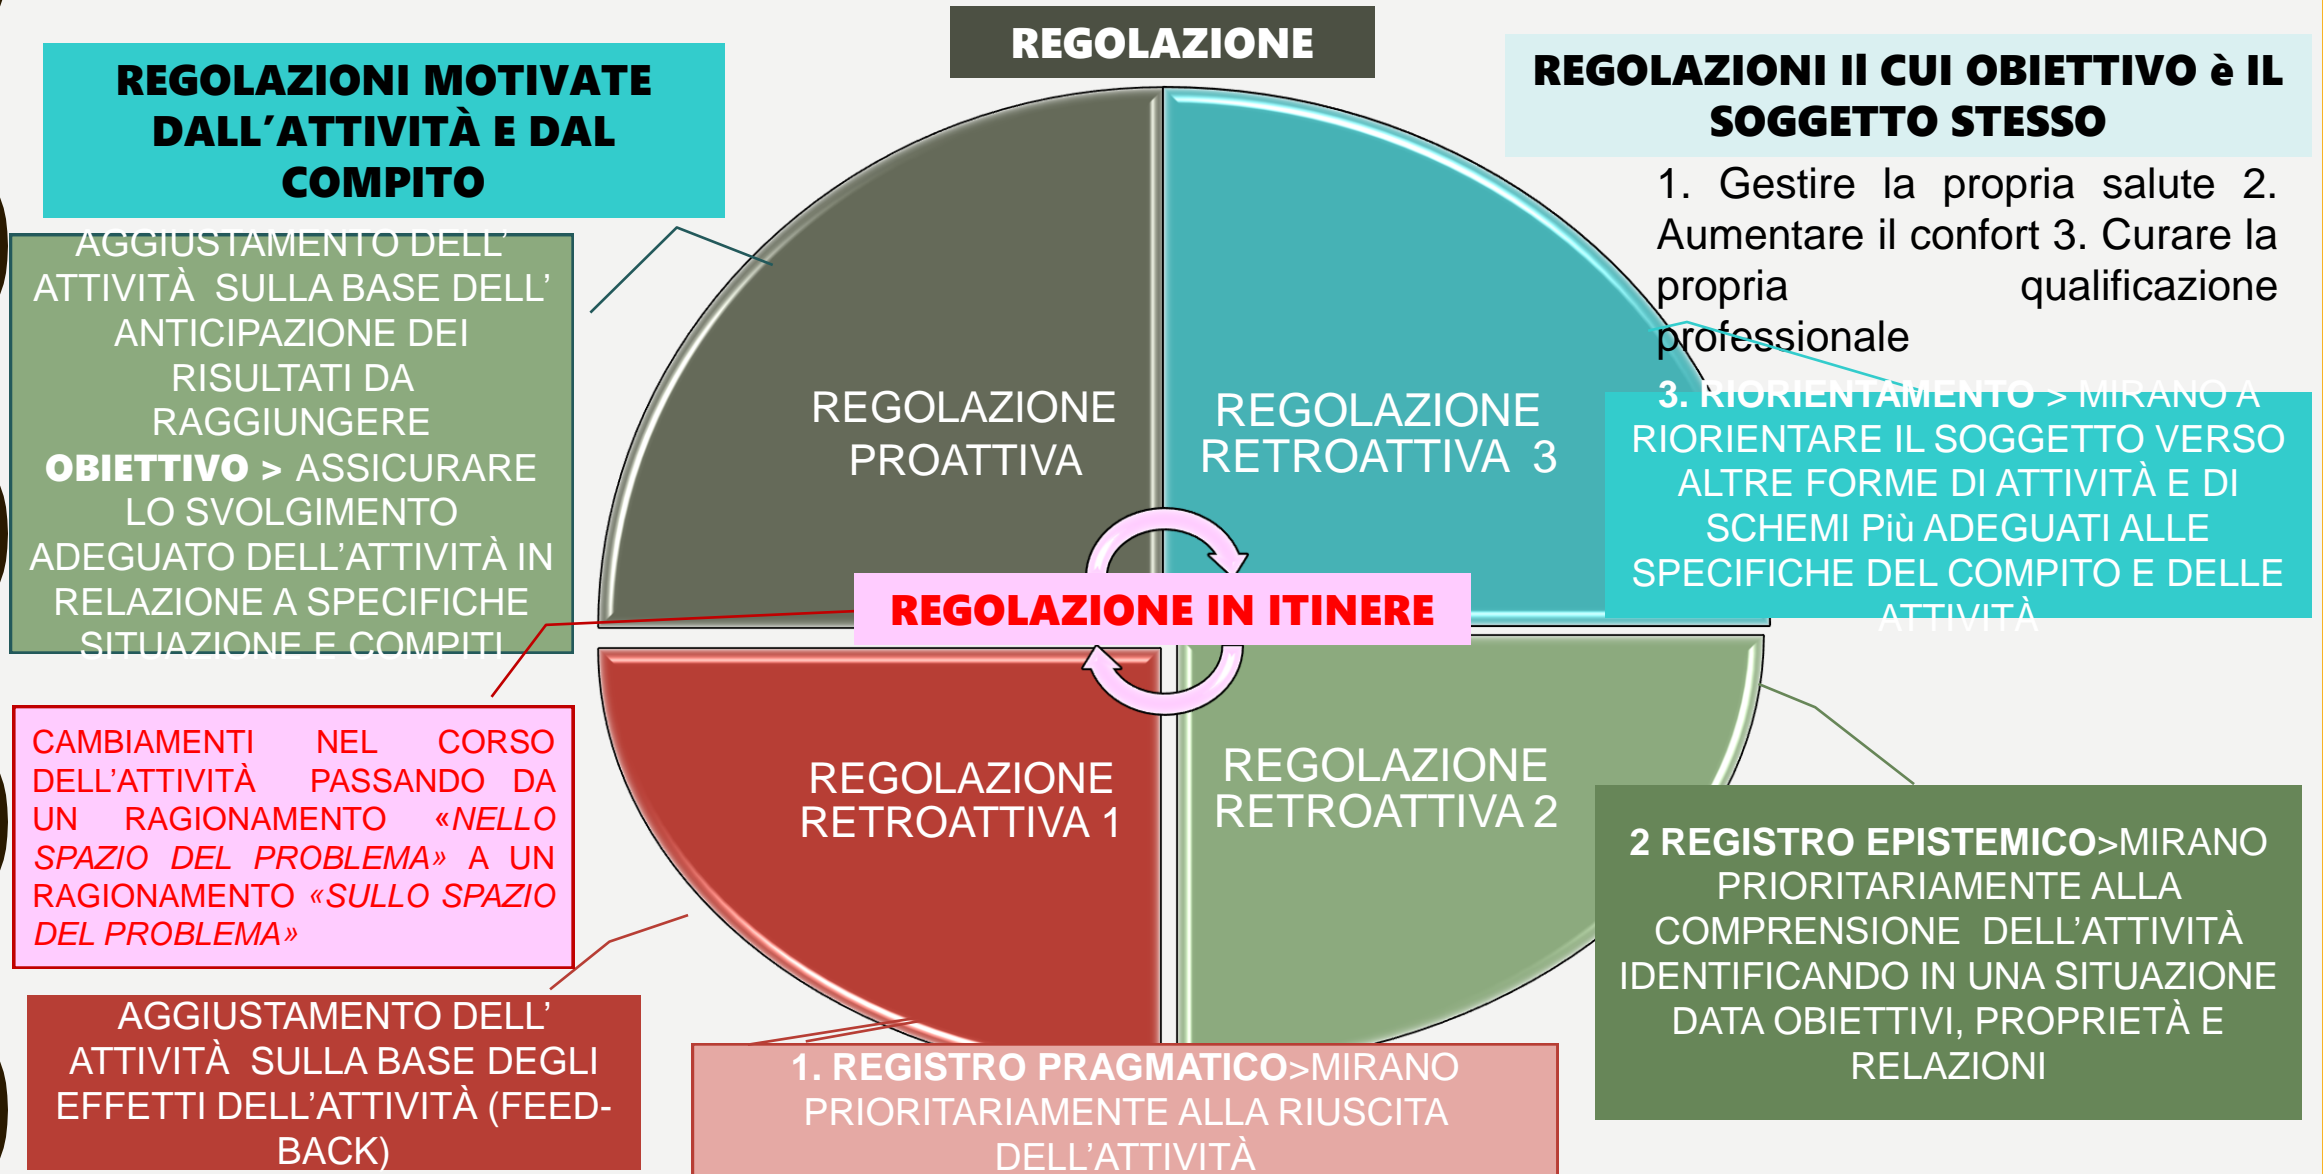 REGOLAZIONE
REGOLAZIONI MOTIVATE
DALL’ATTIVITÀ E DAL
COMPITO
AGGIUSTAMENTO DELL’
ATTIVITÀ SULLA BASE DELL’
ANTICIPAZIONE DEI
RISULTATI DA
RAGGIUNGERE
OBIETTIVO > ASSICURARE
LO SVOLGIMENTO
ADEGUATO DELL’ATTIVITÀ IN
RELAZIONE A SPECIFICHE
SITUAZIONE E COMPITI
REGOLAZIONI Il CUI OBIETTIVO è IL
SOGGETTO STESSO
1. Gestire la propria salute 2.
Aumentare il confort 3. Curare la
propria qualificazione
professionale
3. RIORIENTAMENTO > MIRANO A
RIORIENTARE IL SOGGETTO VERSO
ALTRE FORME DI ATTIVITÀ E DI
SCHEMI Più ADEGUATI ALLE
SPECIFICHE DEL COMPITO E DELLE
ATTIVITÀ
REGOLAZIONE
PROATTIVA
REGOLAZIONE
RETROATTIVA 3
REGOLAZIONE IN ITINERE
REGOLAZIONE
RETROATTIVA 1
REGOLAZIONE
RETROATTIVA 2
CAMBIAMENTI NEL CORSO
DELL’ATTIVITÀ PASSANDO DA
UN RAGIONAMENTO «NELLO
SPAZIO DEL PROBLEMA» A UN
RAGIONAMENTO «SULLO SPAZIO
DEL PROBLEMA»
AGGIUSTAMENTO DELL’
ATTIVITÀ SULLA BASE DEGLI
EFFETTI DELL’ATTIVITÀ (FEED-
BACK)
1. REGISTRO PRAGMATICO>MIRANO
PRIORITARIAMENTE ALLA RIUSCITA
DELL’ATTIVITÀ
2 REGISTRO EPISTEMICO>MIRANO
PRIORITARIAMENTE ALLA
COMPRENSIONE DELL’ATTIVITÀ
IDENTIFICANDO IN UNA SITUAZIONE
DATA OBIETTIVI, PROPRIETÀ E
RELAZIONI